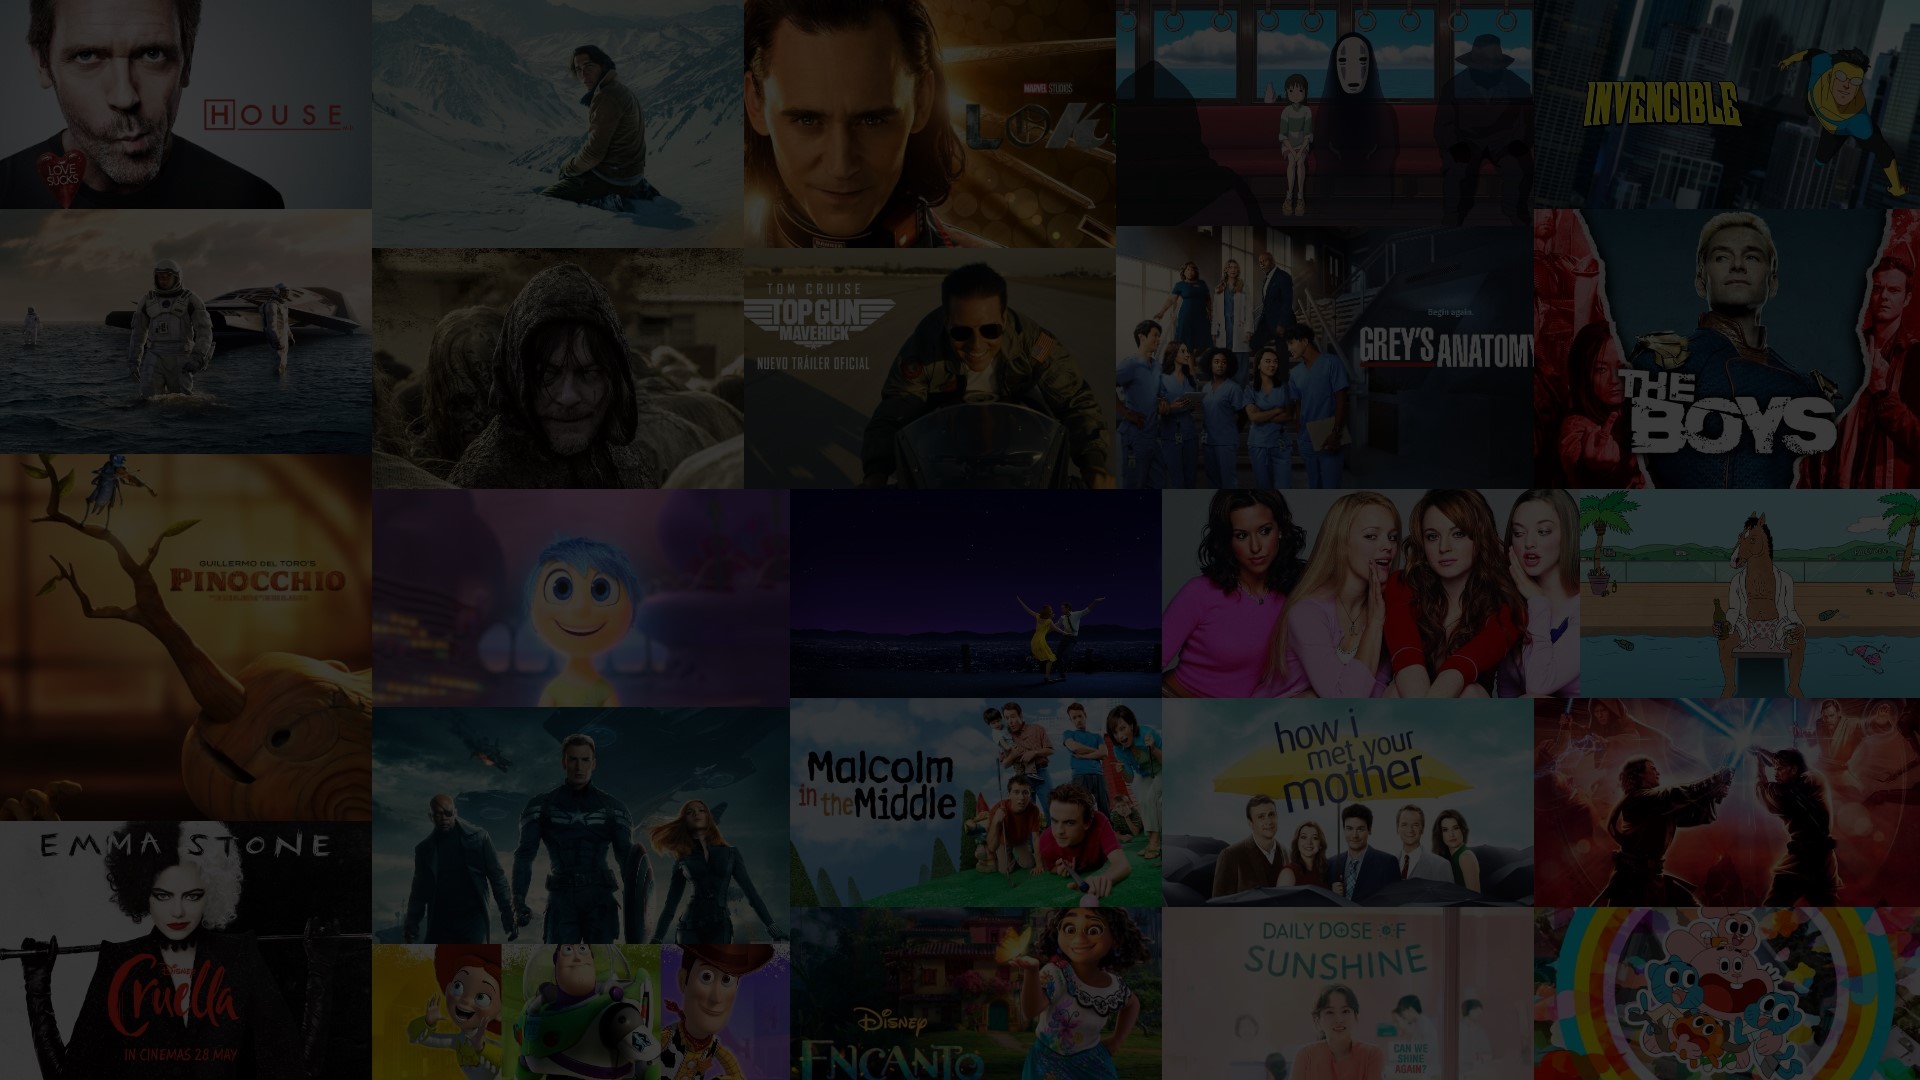 HOUSE
LOVE
SUCKS
MARVEL STUDIOS
LOKI
INVENCIBLE
TOM CRUISE
TOP GUN
MAVERICK
NUEVO TRÁILER OFICIAL
Begin again.
GREY'S ANATOMY
THE
BOYS
GUILLERMO DEL TORO'S
PINOCCHIO
Malcolm
in the Middle
how i
met your
mother
EMMA STONE
Disney
Cruella
IN CINEMAS 28 MAY
Disney
ENCANTO
DAILY DOSE OF
SUNSHINE
CAN WE
SHINE
AGAIN?